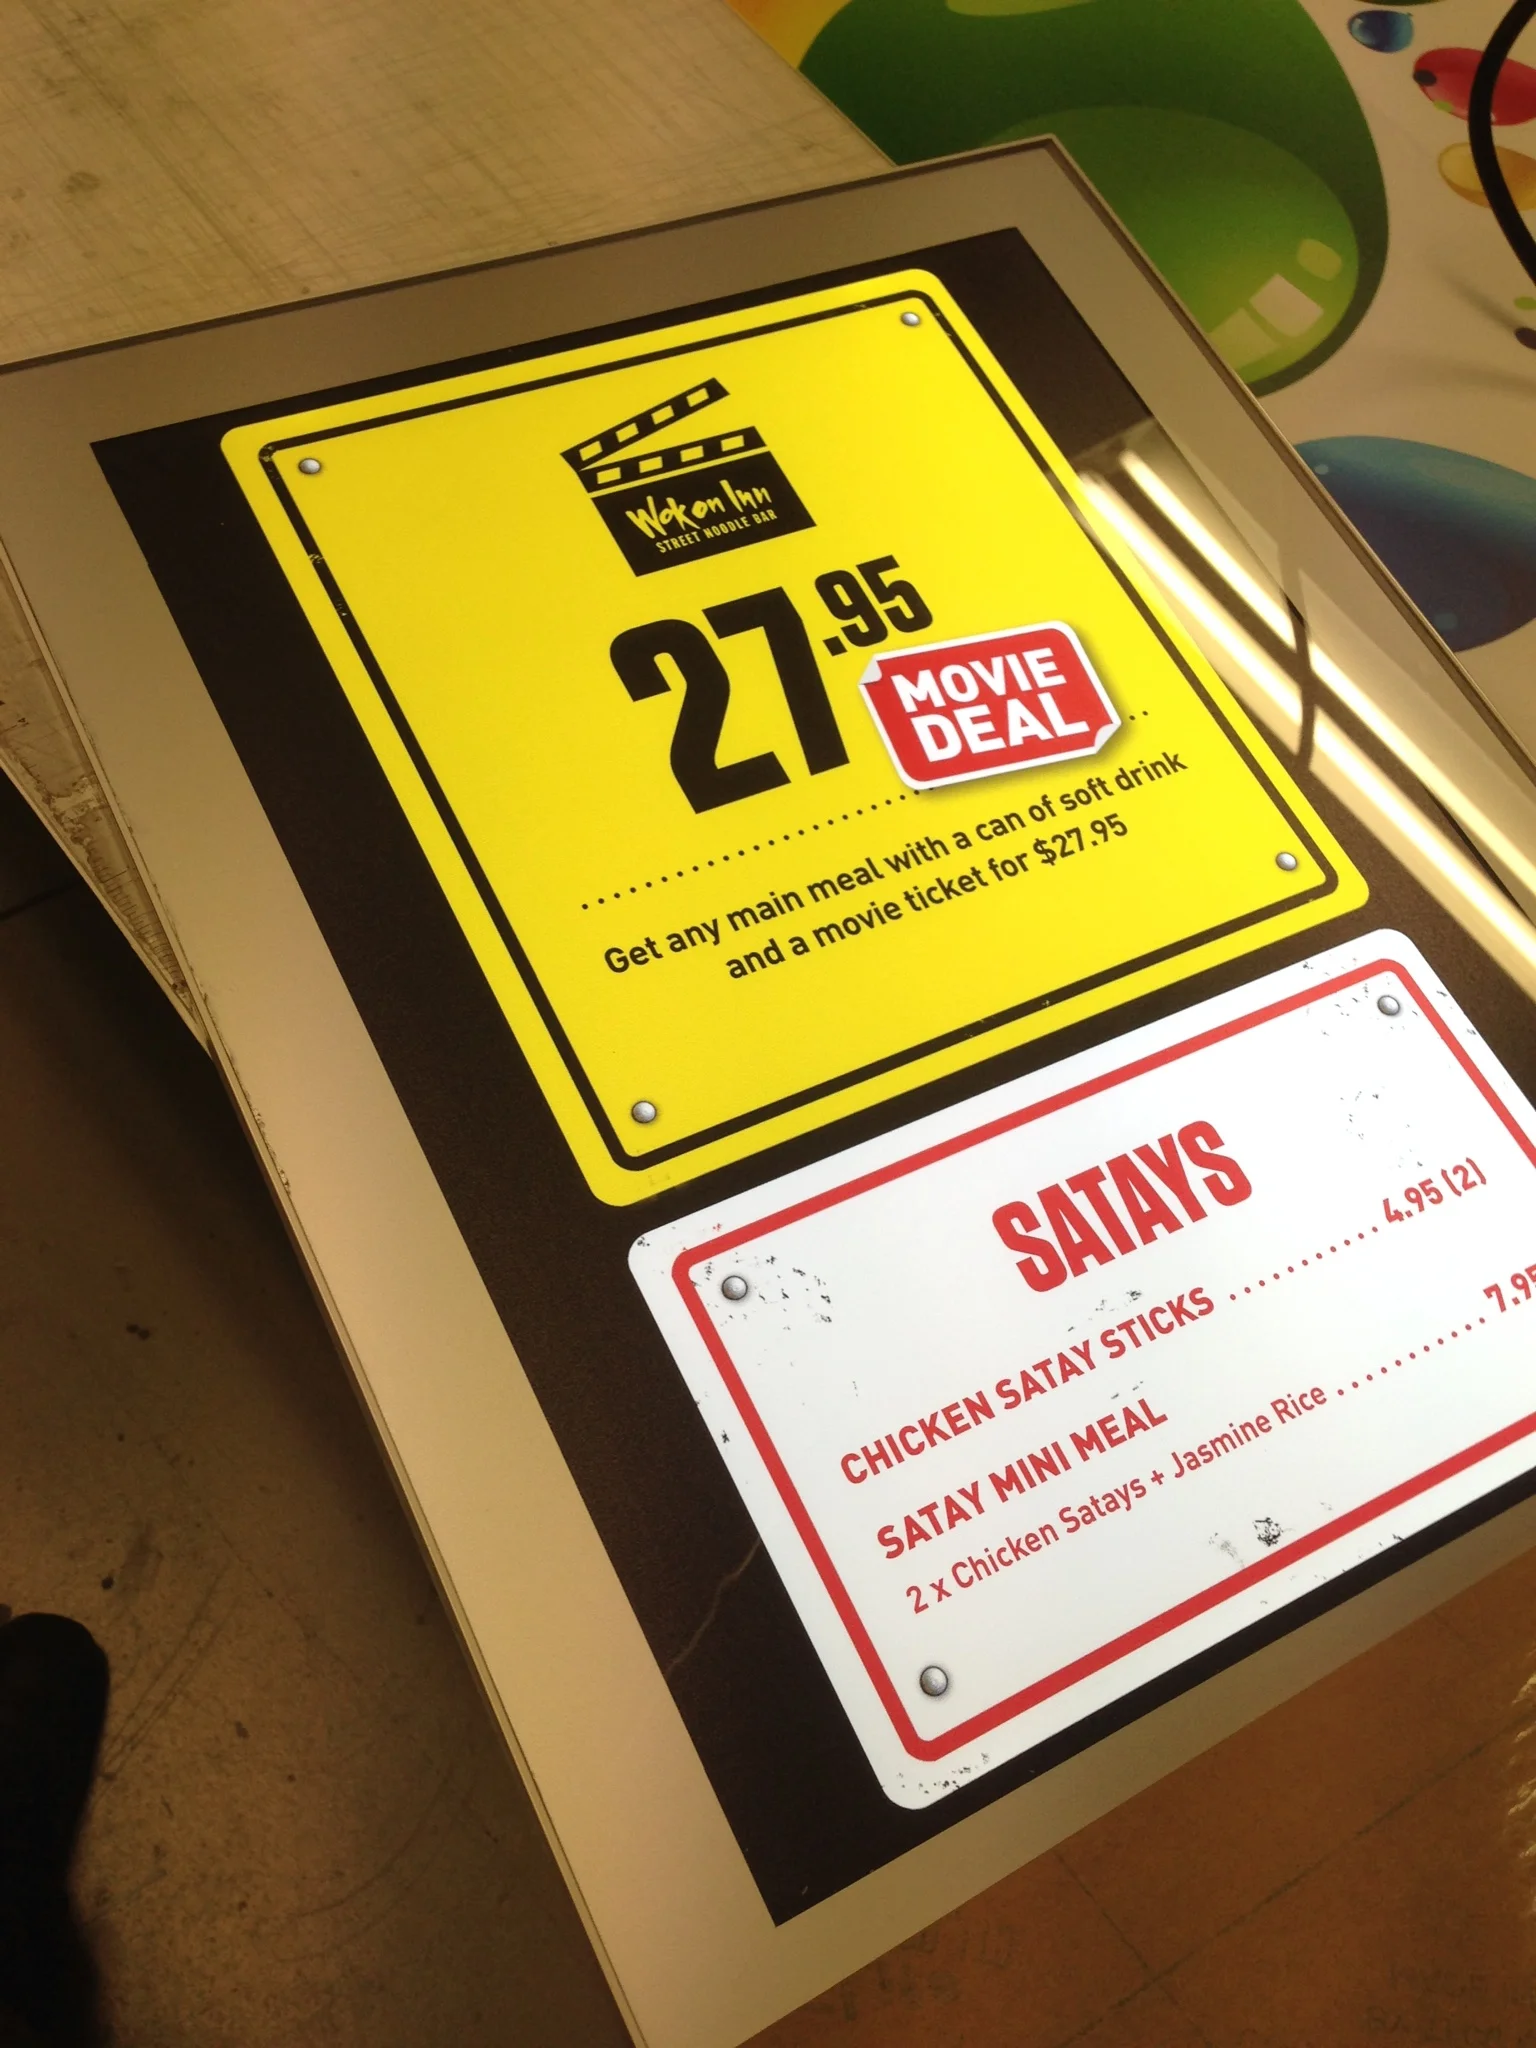 Wok on Inn
STREET NOODLE BAR
27.95
MOVIE
DEAL
Get any main meal with a can of soft drink
and a movie ticket for $27.95
SATAYS
CHICKEN SATAY STICKS ............ 4.95 (2)
SATAY MINI MEAL
2 x Chicken Satays + Jasmine Rice ............ 7.95